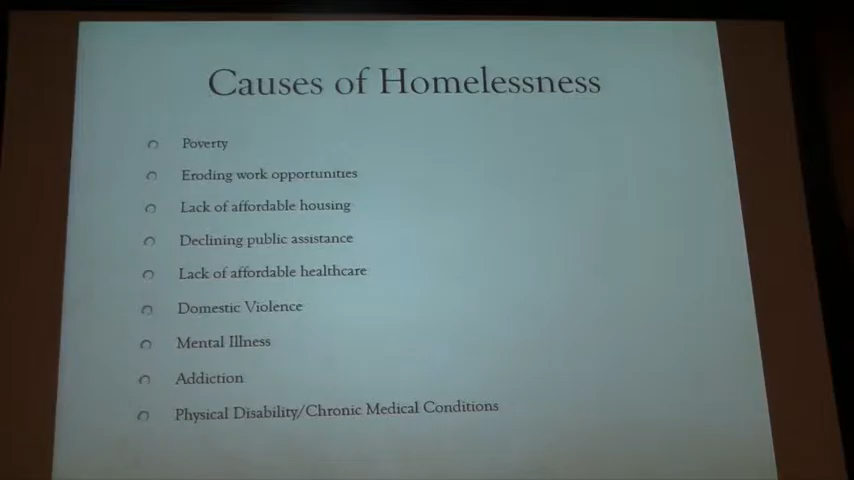 Causes of Homelessness
Poverty
Eroding work opportunities
Lack of affordable housing
Declining public assistance
Lack of affordable healthcare
Domestic Violence
Mental Illness
Addiction
Physical Disability/Chronic Medical Conditions